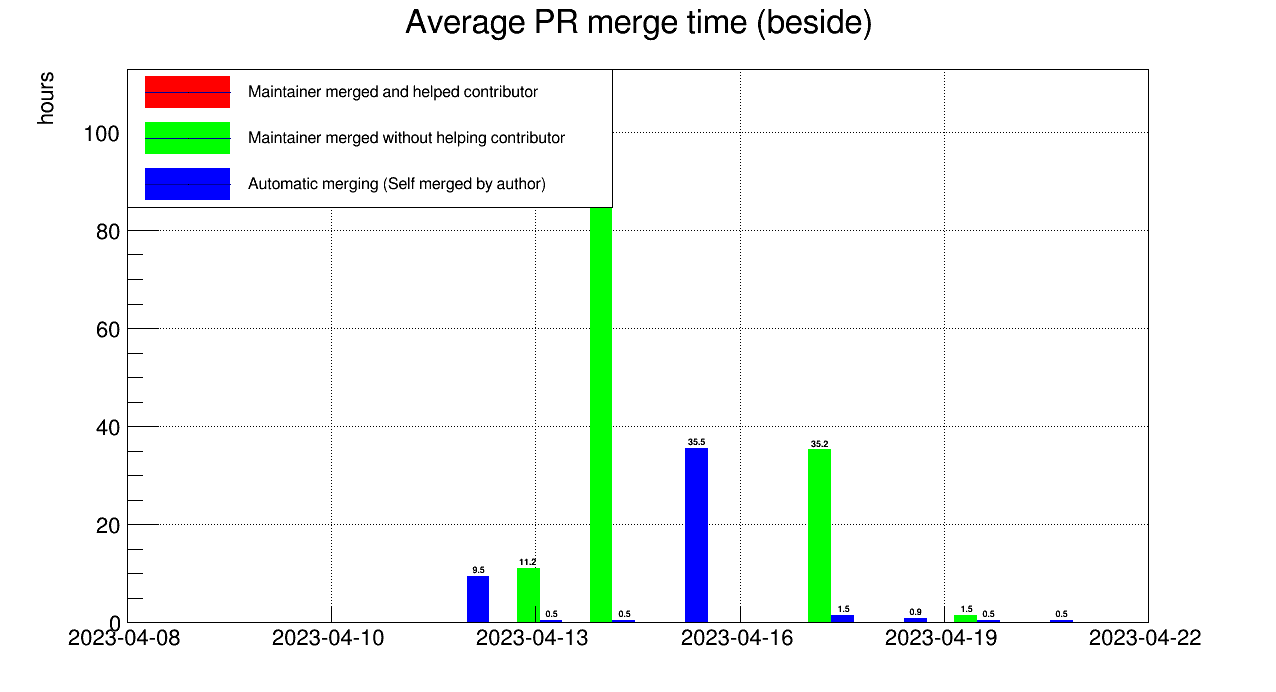 Average PR merge time (beside)
hours
Maintainer merged and helped contributor
Maintainer merged without helping contributor
Automatic merging (Self merged by author)
100
80
60
40
20
0
35.5
35.2
11.2
9.5
0.5
0.5
1.5
0.9
1.5
0.5
0.5
2023-04-08 2023-04-10 2023-04-13 2023-04-16 2023-04-19 2023-04-22